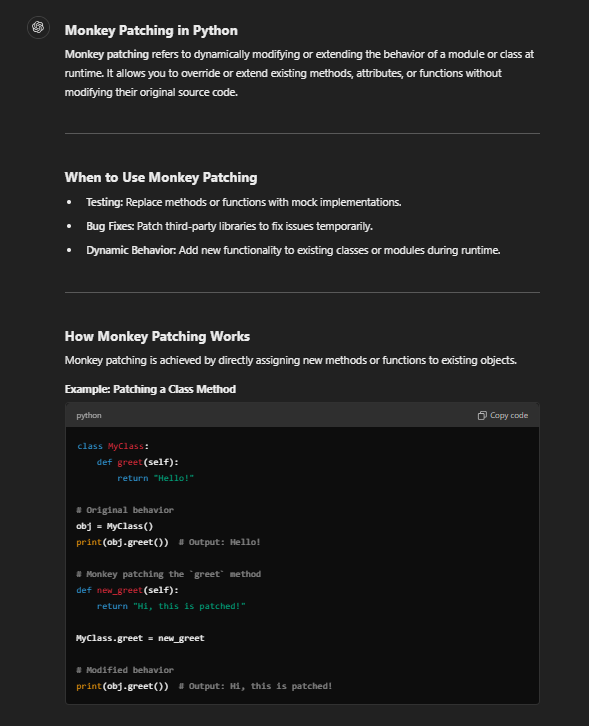 Monkey Patching in Python
Monkey patching refers to dynamically modifying or extending the behavior of a module or class at
runtime. It allows you to override or extend existing methods, attributes, or functions without
modifying their original source code.
When to Use Monkey Patching
• Testing: Replace methods or functions with mock implementations.
• Bug Fixes: Patch third-party libraries to fix issues temporarily.
• Dynamic Behavior: Add new functionality to existing classes or modules during runtime.
How Monkey Patching Works
Monkey patching is achieved by directly assigning new methods or functions to existing objects.
Example: Patching a Class Method
python Copy code
class MyClass:
    def greet(self):
        return "Hello!"
# Original behavior
obj = MyClass()
print(obj.greet())  # Output: Hello!
# Monkey patching the `greet` method
def new_greet(self):
    return "Hi, this is patched!"
MyClass.greet = new_greet
# Modified behavior
print(obj.greet())  # Output: Hi, this is patched!